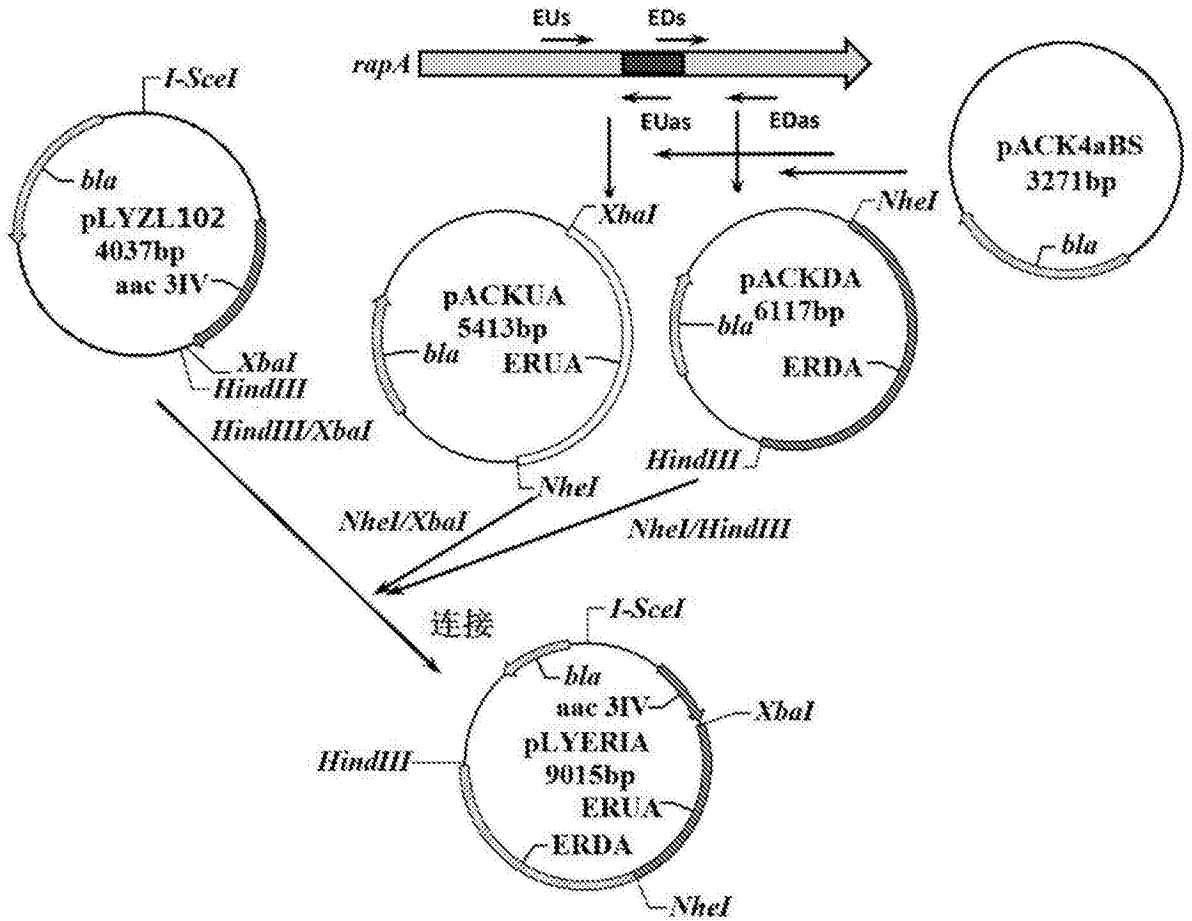 EUs
EDs
rapA
EUas
EDas
I-SceI
bla
pLYZL102
4037bp
aac 3IV
XbaI
HindIII
HindIII/XbaI
XbaI
pACKUA
5413bp
bla
ERUA
NheI
NheI/XbaI
NheI
pACKDA
6117bp
bla
ERDA
HindIII
NheI/HindIII
pACK4aBS
3271bp
bla
连接
I-SceI
bla
aac 3IV
XbaI
pLYERIA
9015bp
HindIII
ERUA
ERDA
NheI